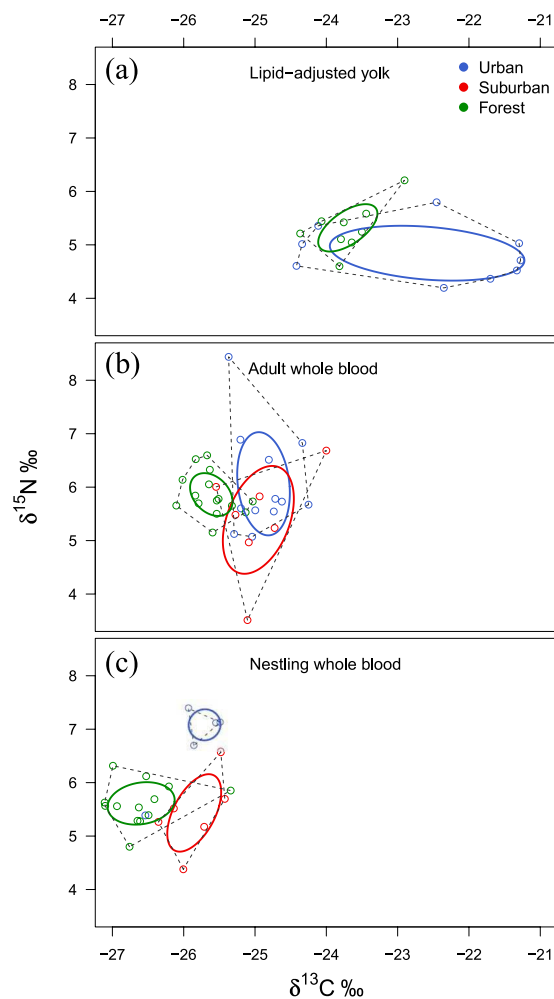 −27 −26 −25 −24 −23 −22 −21
(a)
Lipid−adjusted yolk
Urban
Suburban
Forest
8
7
6
5
4
(b)
Adult whole blood
8
7
6
5
4
δ¹⁵N ‰
(c)
Nestling whole blood
8
7
6
5
4
−27 −26 −25 −24 −23 −22 −21
δ¹³C ‰